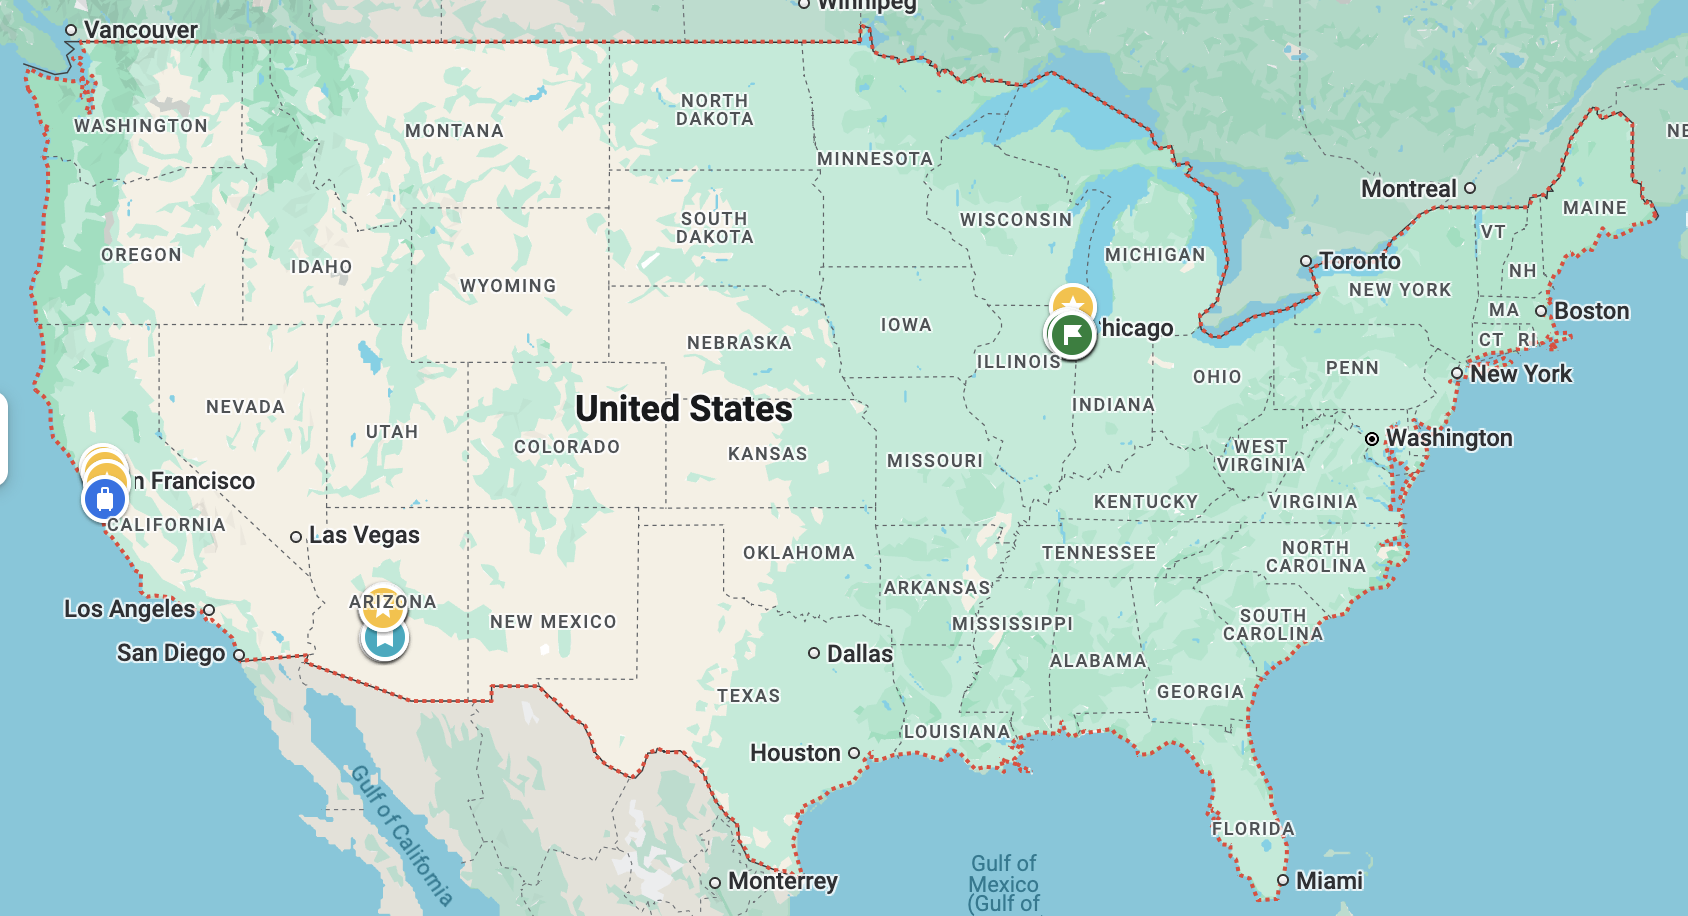 Winnipeg
Vancouver
WASHINGTON
MONTANA
NORTH
DAKOTA
MINNESOTA
Montreal
MAINE
OREGON
IDAHO
SOUTH
DAKOTA
WISCONSIN
MICHIGAN
VT
NH
Toronto
NEW YORK
MA
Boston
WYOMING
IOWA
hicago
NEBRASKA
ILLINOIS
OHIO
PENN
CT
RI
New York
NEVADA
UTAH
United States
COLORADO
KANSAS
MISSOURI
INDIANA
WEST
VIRGINIA
Washington
n Francisco
CALIFORNIA
Las Vegas
KENTUCKY
VIRGINIA
OKLAHOMA
TENNESSEE
NORTH
CAROLINA
ARKANSAS
Los Angeles
ARIZONA
NEW MEXICO
MISSISSIPPI
SOUTH
CAROLINA
San Diego
Dallas
ALABAMA
GEORGIA
TEXAS
LOUISIANA
Houston
Gulf of California
FLORIDA
Monterrey
Gulf of
Mexico
(Gulf of
Miami
NE